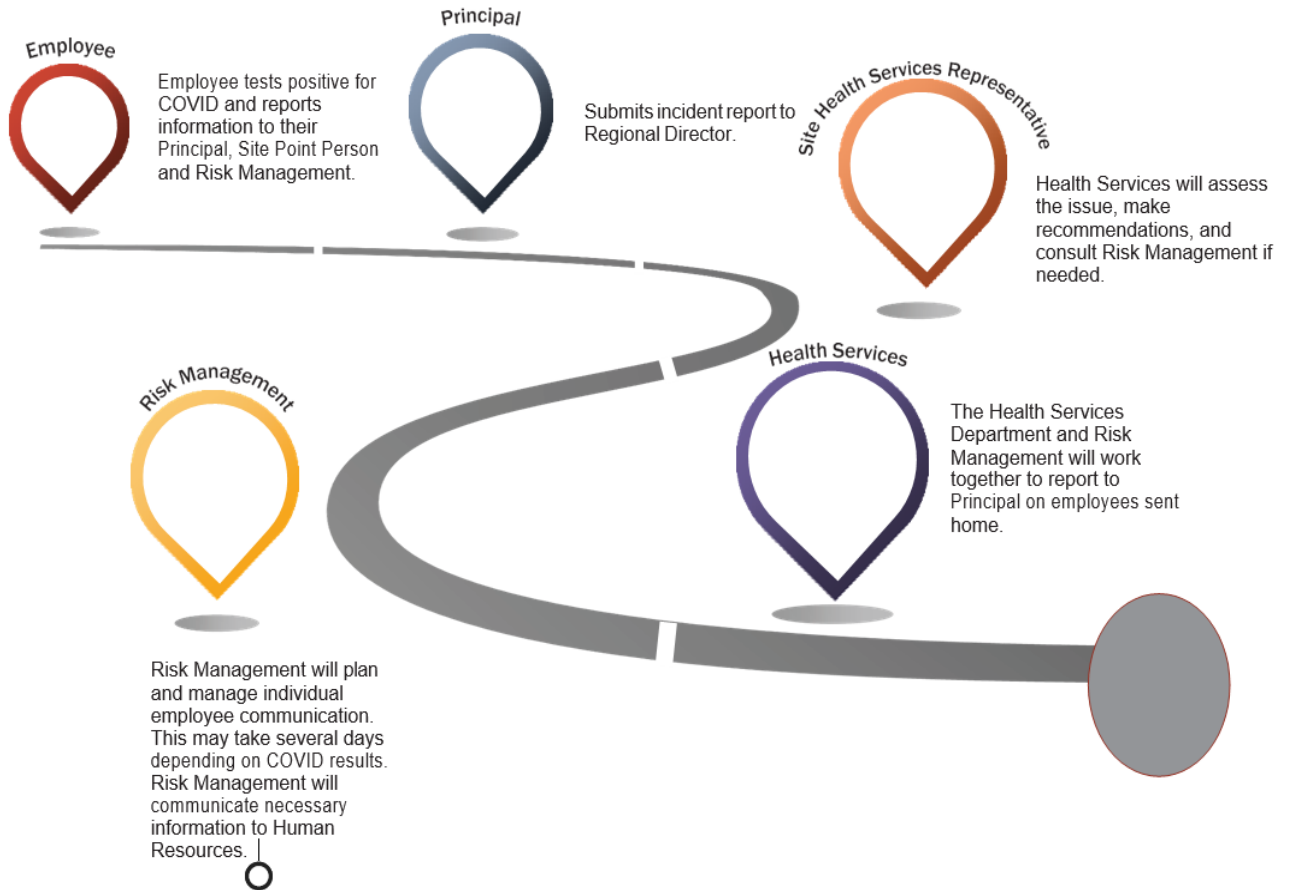 Employee
Employee tests positive for
COVID and reports
information to their
Principal, Site Point Person
and Risk Management.
Principal
Submits incident report to
Regional Director.
Site Health Services Representative
Health Services will assess
the issue, make
recommendations, and
consult Risk Management if
needed.
Risk Management
Risk Management will plan
and manage individual
employee communication.
This may take several days
depending on COVID results.
Risk Management will
communicate necessary
information to Human
Resources.
Health Services
The Health Services
Department and Risk
Management will work
together to report to
Principal on employees sent
home.